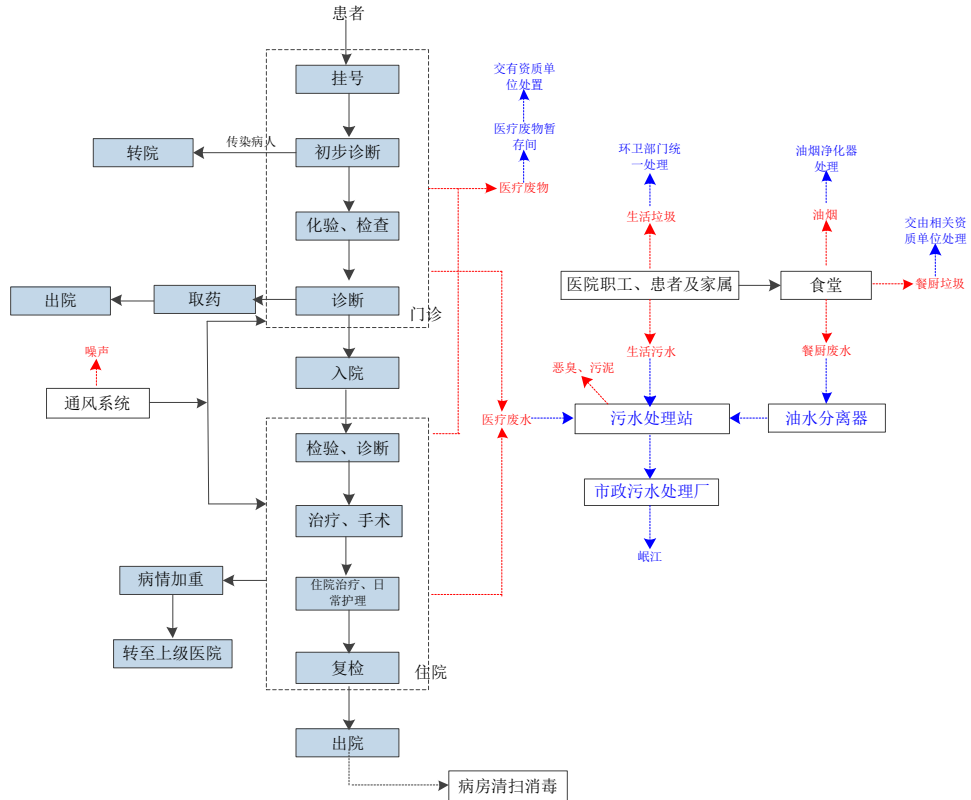 患者
挂号
交有资质单
位处置
医疗废物暂
存间
传染病人
转院
初步诊断
环卫部门统
一处理
油烟净化器
处理
医疗废物
生活垃圾
油烟
化验、检查
交由相关资
质单位处理
医院职工、患者及家属
食堂
餐厨垃圾
出院
取药
诊断
门诊
噪声
生活污水
餐厨废水
入院
恶臭、污泥
通风系统
医疗废水
污水处理站
油水分离器
检验、诊断
市政污水处理厂
治疗、手术
岷江
病情加重
住院治疗、日
常护理
转至上级医院
复检
住院
出院
病房清扫消毒